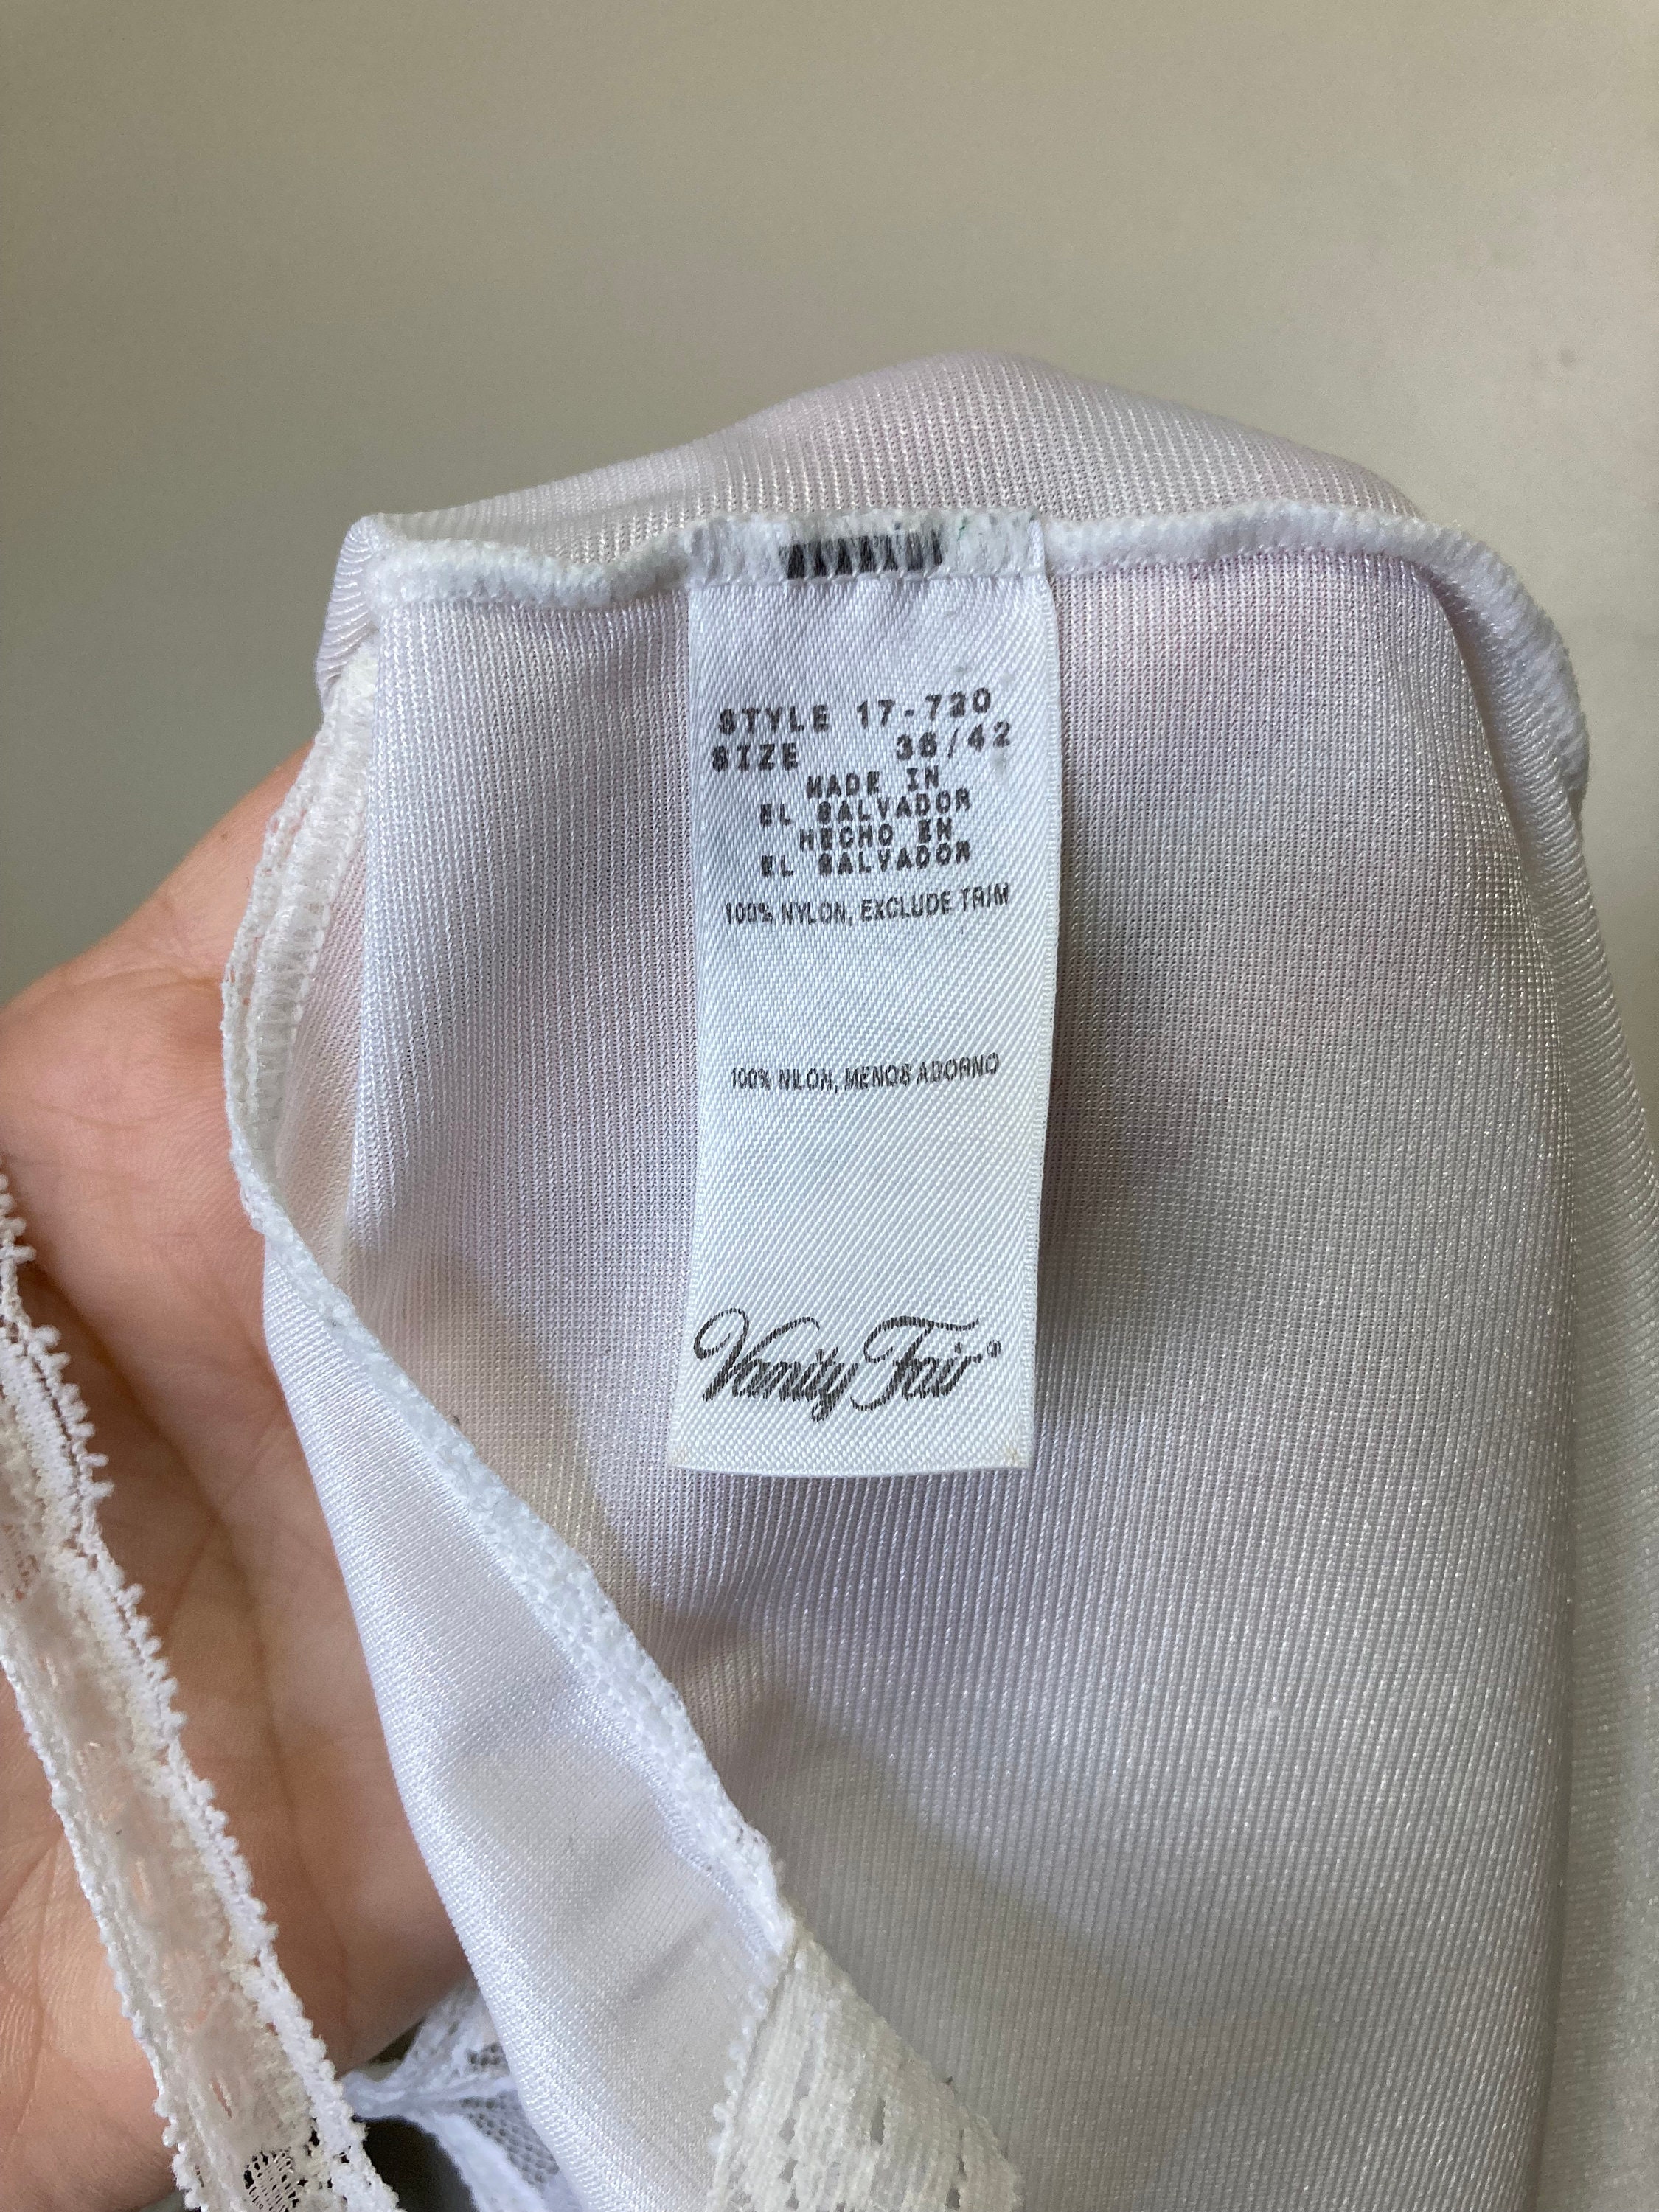 STYLE 17-720
SIZE 36/42
MADE IN
EL SALVADOR
HECHO EN
EL SALVADOR
100% NYLON, EXCLUDE TRIM
100% NILON, MENOS ADORNO
Vanity Fair®